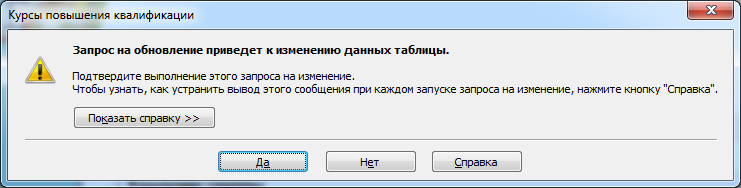 Курсы повышения квалификации
Запрос на обновление приведет к изменению данных таблицы.
Подтвердите выполнение этого запроса на изменение.
Чтобы узнать, как устранить вывод этого сообщения при каждом запуске запроса на изменение, нажмите кнопку "Справка".
Показать справку >>
Да
Нет
Справка